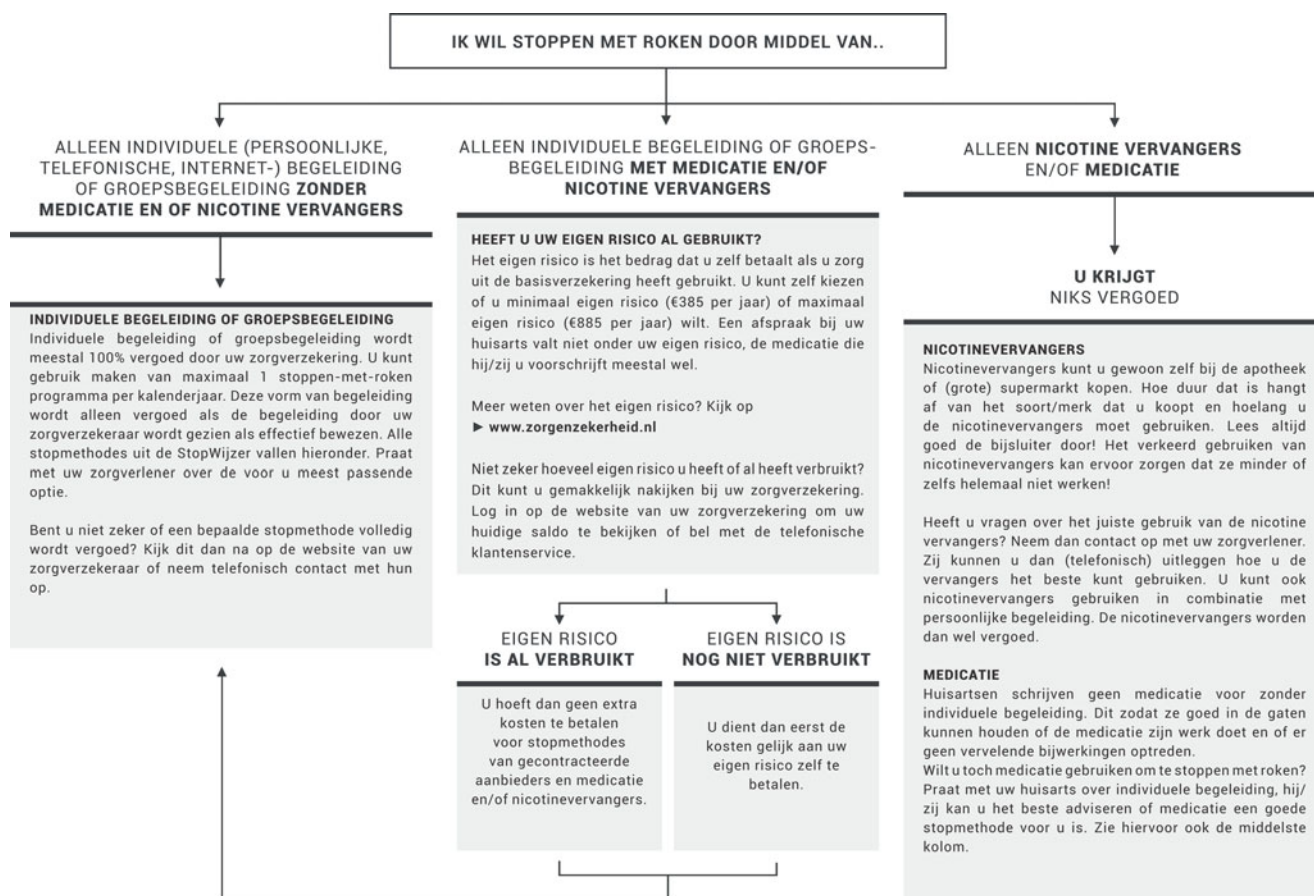 IK WIL STOPPEN MET ROKEN DOOR MIDDEL VAN..
ALLEEN INDIVIDUELE (PERSOONLIJKE,
TELEFONISCHE, INTERNET-) BEGELEIDING
OF GROEPSBEGELEIDING ZONDER
MEDICATIE EN OF NICOTINE VERVANGERS
INDIVIDUELE BEGELEIDING OF GROEPSBEGELEIDING
Individuele begeleiding of groepsbegeleiding wordt
meestal 100% vergoed door uw zorgverzekering. U kunt
gebruik maken van maximaal 1 stoppen-met-roken
programma per kalenderjaar. Deze vorm van begeleiding
wordt alleen vergoed als de begeleiding door uw
zorgverzekeraar wordt gezien als effectief bewezen. Alle
stopmethodes uit de StopWijzer vallen hieronder. Praat
met uw zorgverlener over de voor u meest passende
optie.
Bent u niet zeker of een bepaalde stopmethode volledig
wordt vergoed? Kijk dit dan na op de website van uw
zorgverzekeraar of neem telefonisch contact met hun
op.
ALLEEN INDIVIDUELE BEGELEIDING OF GROEPS-
BEGELEIDING MET MEDICATIE EN/OF
NICOTINE VERVANGERS
HEEFT U UW EIGEN RISICO AL GEBRUIKT?
Het eigen risico is het bedrag dat u zelf betaalt als u zorg
uit de basisverzekering heeft gebruikt. U kunt zelf kiezen
of u minimaal eigen risico (€385 per jaar) of maximaal
eigen risico (€885 per jaar) wilt. Een afspraak bij uw
huisarts valt niet onder uw eigen risico, de medicatie die
hij/zij u voorschrijft meestal wel.
Meer weten over het eigen risico? Kijk op
► www.zorgenzekerheid.nl
Niet zeker hoeveel eigen risico u heeft of al heeft verbruikt?
Dit kunt u gemakkelijk nakijken bij uw zorgverzekering.
Log in op de website van uw zorgverzekering om uw
huidige saldo te bekijken of bel met de telefonische
klantenservice.
EIGEN RISICO
IS AL VERBRUIKT
U hoeft dan geen extra
kosten te betalen
voor stopmethodes
van gecontracteerde
aanbieders en medicatie
en/of nicotinevervangers.
EIGEN RISICO IS
NOG NIET VERBRUIKT
U dient dan eerst de
kosten gelijk aan uw
eigen risico zelf te
betalen.
ALLEEN NICOTINE VERVANGERS
EN/OF MEDICATIE
U KRIJGT
NIKS VERGOED
NICOTINEVERVANGERS
Nicotinevervangers kunt u gewoon zelf bij de apotheek
of (grote) supermarkt kopen. Hoe duur dat is hangt
af van het soort/merk dat u koopt en hoelang u
de nicotinevervangers moet gebruiken. Lees altijd
goed de bijsluiter door! Het verkeerd gebruiken van
nicotinevervangers kan ervoor zorgen dat ze minder of
zelfs helemaal niet werken!
Heeft u vragen over het juiste gebruik van de nicotine
vervangers? Neem dan contact op met uw zorgverlener.
Zij kunnen u dan (telefonisch) uitleggen hoe u de
vervangers het beste kunt gebruiken. U kunt ook
nicotinevervangers gebruiken in combinatie met
persoonlijke begeleiding. De nicotinevervangers worden
dan wel vergoed.
MEDICATIE
Huisartsen schrijven geen medicatie voor zonder
individuele begeleiding. Dit zodat ze goed in de gaten
kunnen houden of de medicatie zijn werk doet en of er
geen vervelende bijwerkingen optreden.
Wilt u toch medicatie gebruiken om te stoppen met roken?
Praat met uw huisarts over individuele begeleiding, hij/
zij kan u het beste adviseren of medicatie een goede
stopmethode voor u is. Zie hiervoor ook de middelste
kolom.